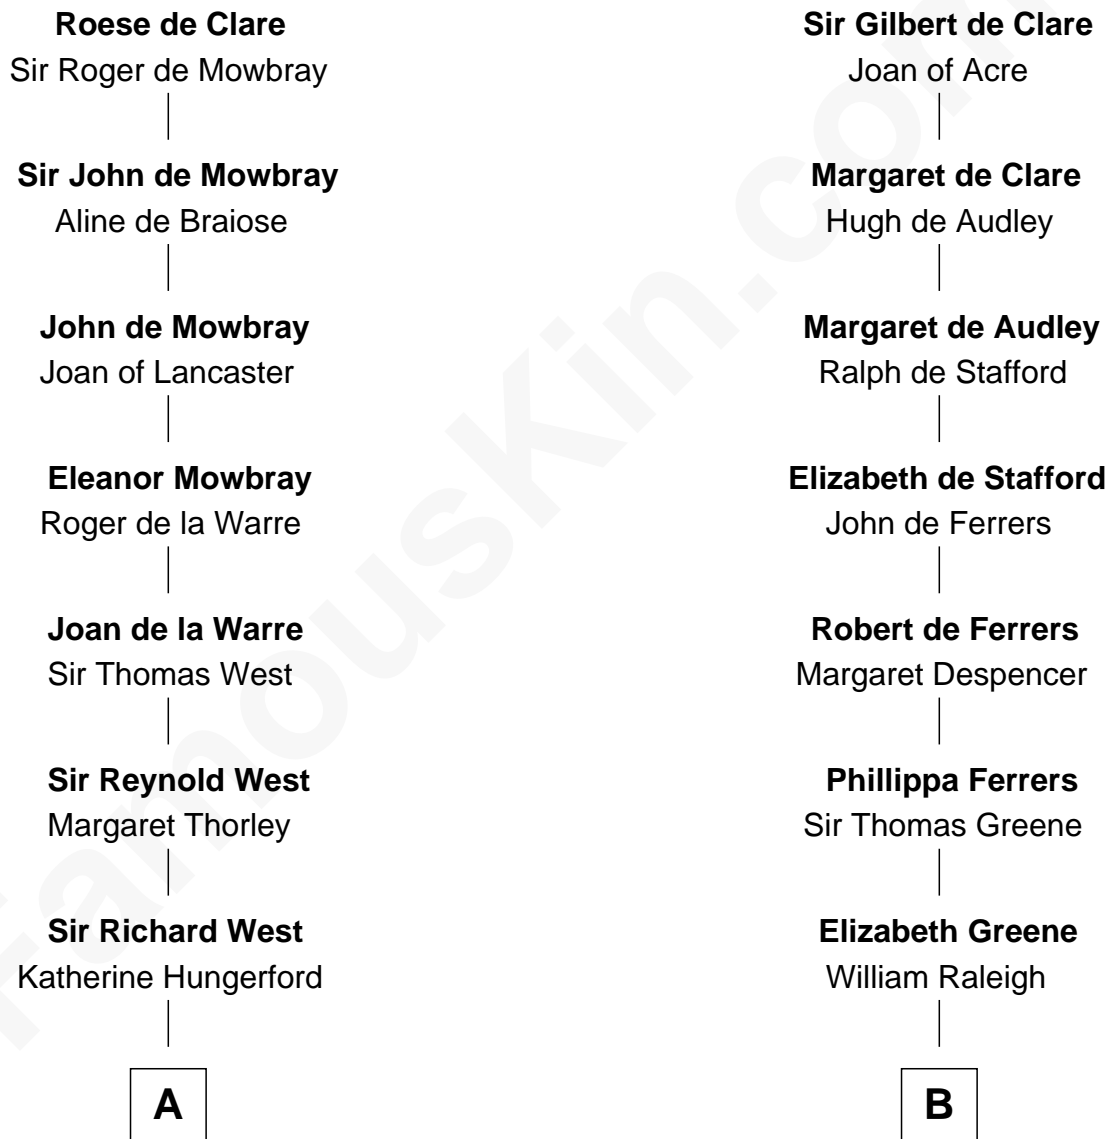 Roese de Clare
Sir Roger de Mowbray
Sir John de Mowbray
Aline de Braiose
John de Mowbray
Joan of Lancaster
Eleanor Mowbray
Roger de la Warre
Joan de la Warre
Sir Thomas West
Sir Reynold West
Margaret Thorley
Sir Richard West
Katherine Hungerford
A
Sir Gilbert de Clare
Joan of Acre
Margaret de Clare
Hugh de Audley
Margaret de Audley
Ralph de Stafford
Elizabeth de Stafford
John de Ferrers
Robert de Ferrers
Margaret Despencer
Phillippa Ferrers
Sir Thomas Greene
Elizabeth Greene
William Raleigh
B
FamousKin.com